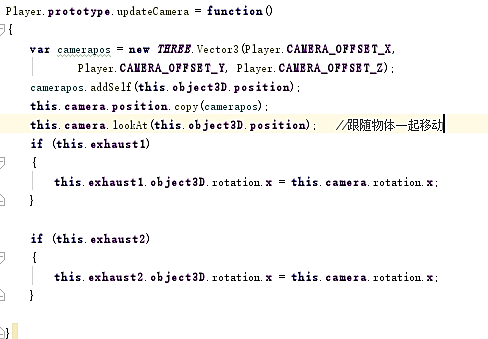 Player.prototype.updateCamera = function()
{
var camerapos = new THREE.Vector3(Player.CAMERA_OFFSET_X,
Player.CAMERA_OFFSET_Y, Player.CAMERA_OFFSET_Z);
camerapos.addSelf(this.object3D.position);
this.camera.position.copy(camerapos);
this.camera.lookAt(this.object3D.position);   //跟随物体一起移动
if (this.exhaust1)
{
this.exhaust1.object3D.rotation.x = this.camera.rotation.x;
}
if (this.exhaust2)
{
this.exhaust2.object3D.rotation.x = this.camera.rotation.x;
}
}